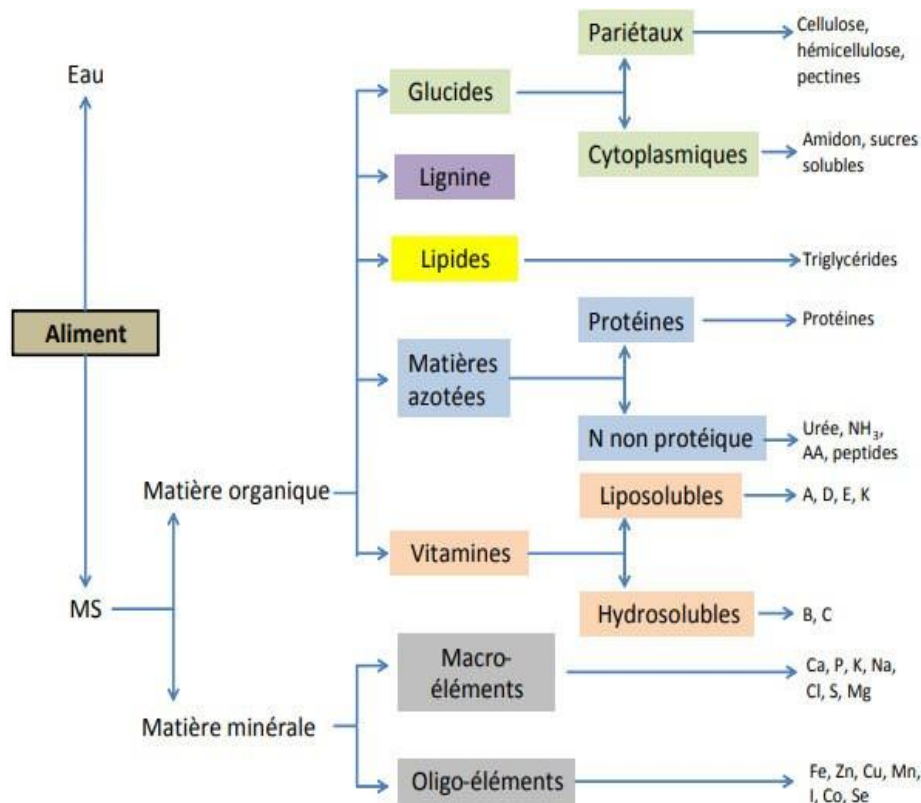 Eau
Aliment
MS
Matière organique
Matière minérale
Glucides
Pariétaux
Cellulose,
hémicellulose,
pectines
Cytoplasmiques
Amidon, sucres
solubles
Lignine
Lipides
Triglycérides
Matières
azotées
Protéines
Protéines
N non protéique
Urée, NH₃,
AA, peptides
Vitamines
Liposolubles
A, D, E, K
Hydrosolubles
B, C
Macro-
éléments
Ca, P, K, Na,
Cl, S, Mg
Oligo-éléments
Fe, Zn, Cu, Mn,
I, Co, Se